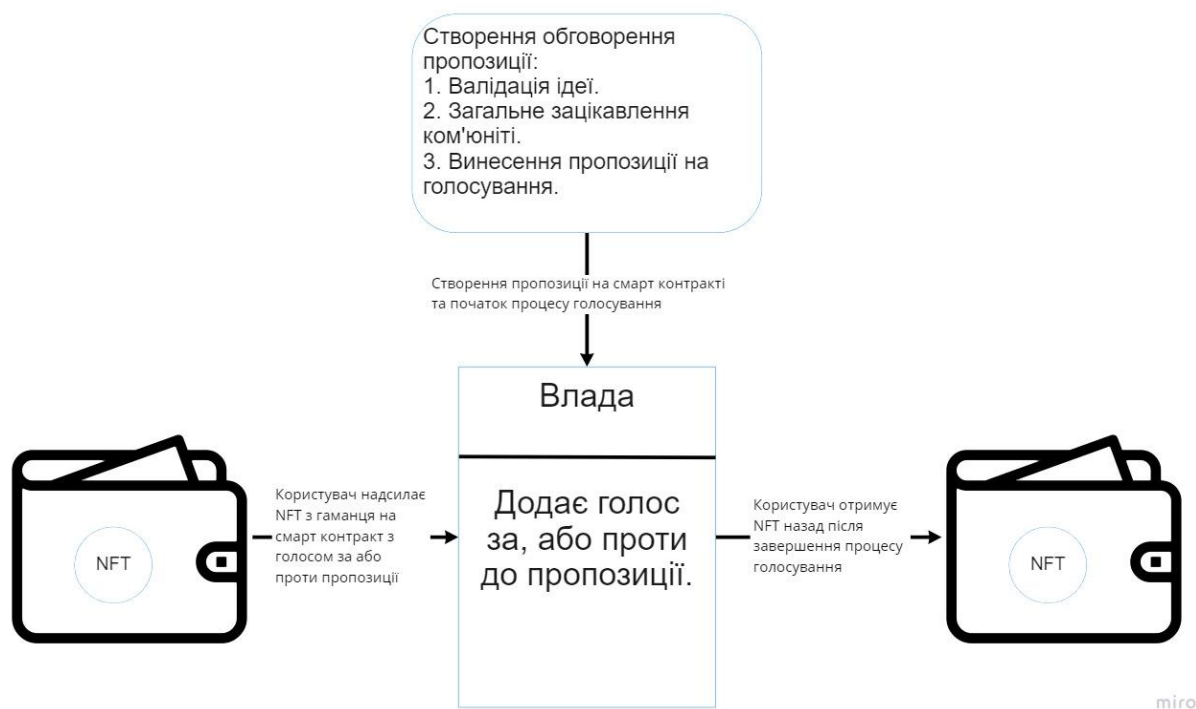 Створення обговорення
пропозиції:
1. Валідація ідеї.
2. Загальне зацікавлення
ком'юніті.
3. Винесення пропозиції на
голосування.
Створення пропозиції на смарт контракті
та початок процесу голосування
Влада
Додає голос
за, або проти
до пропозиції.
Користувач надсилає
NFT з гаманця на
смарт контракт з
голосом за або
проти пропозиції
NFT
Користувач отримує
NFT назад після
завершення процесу
голосування
NFT
miro